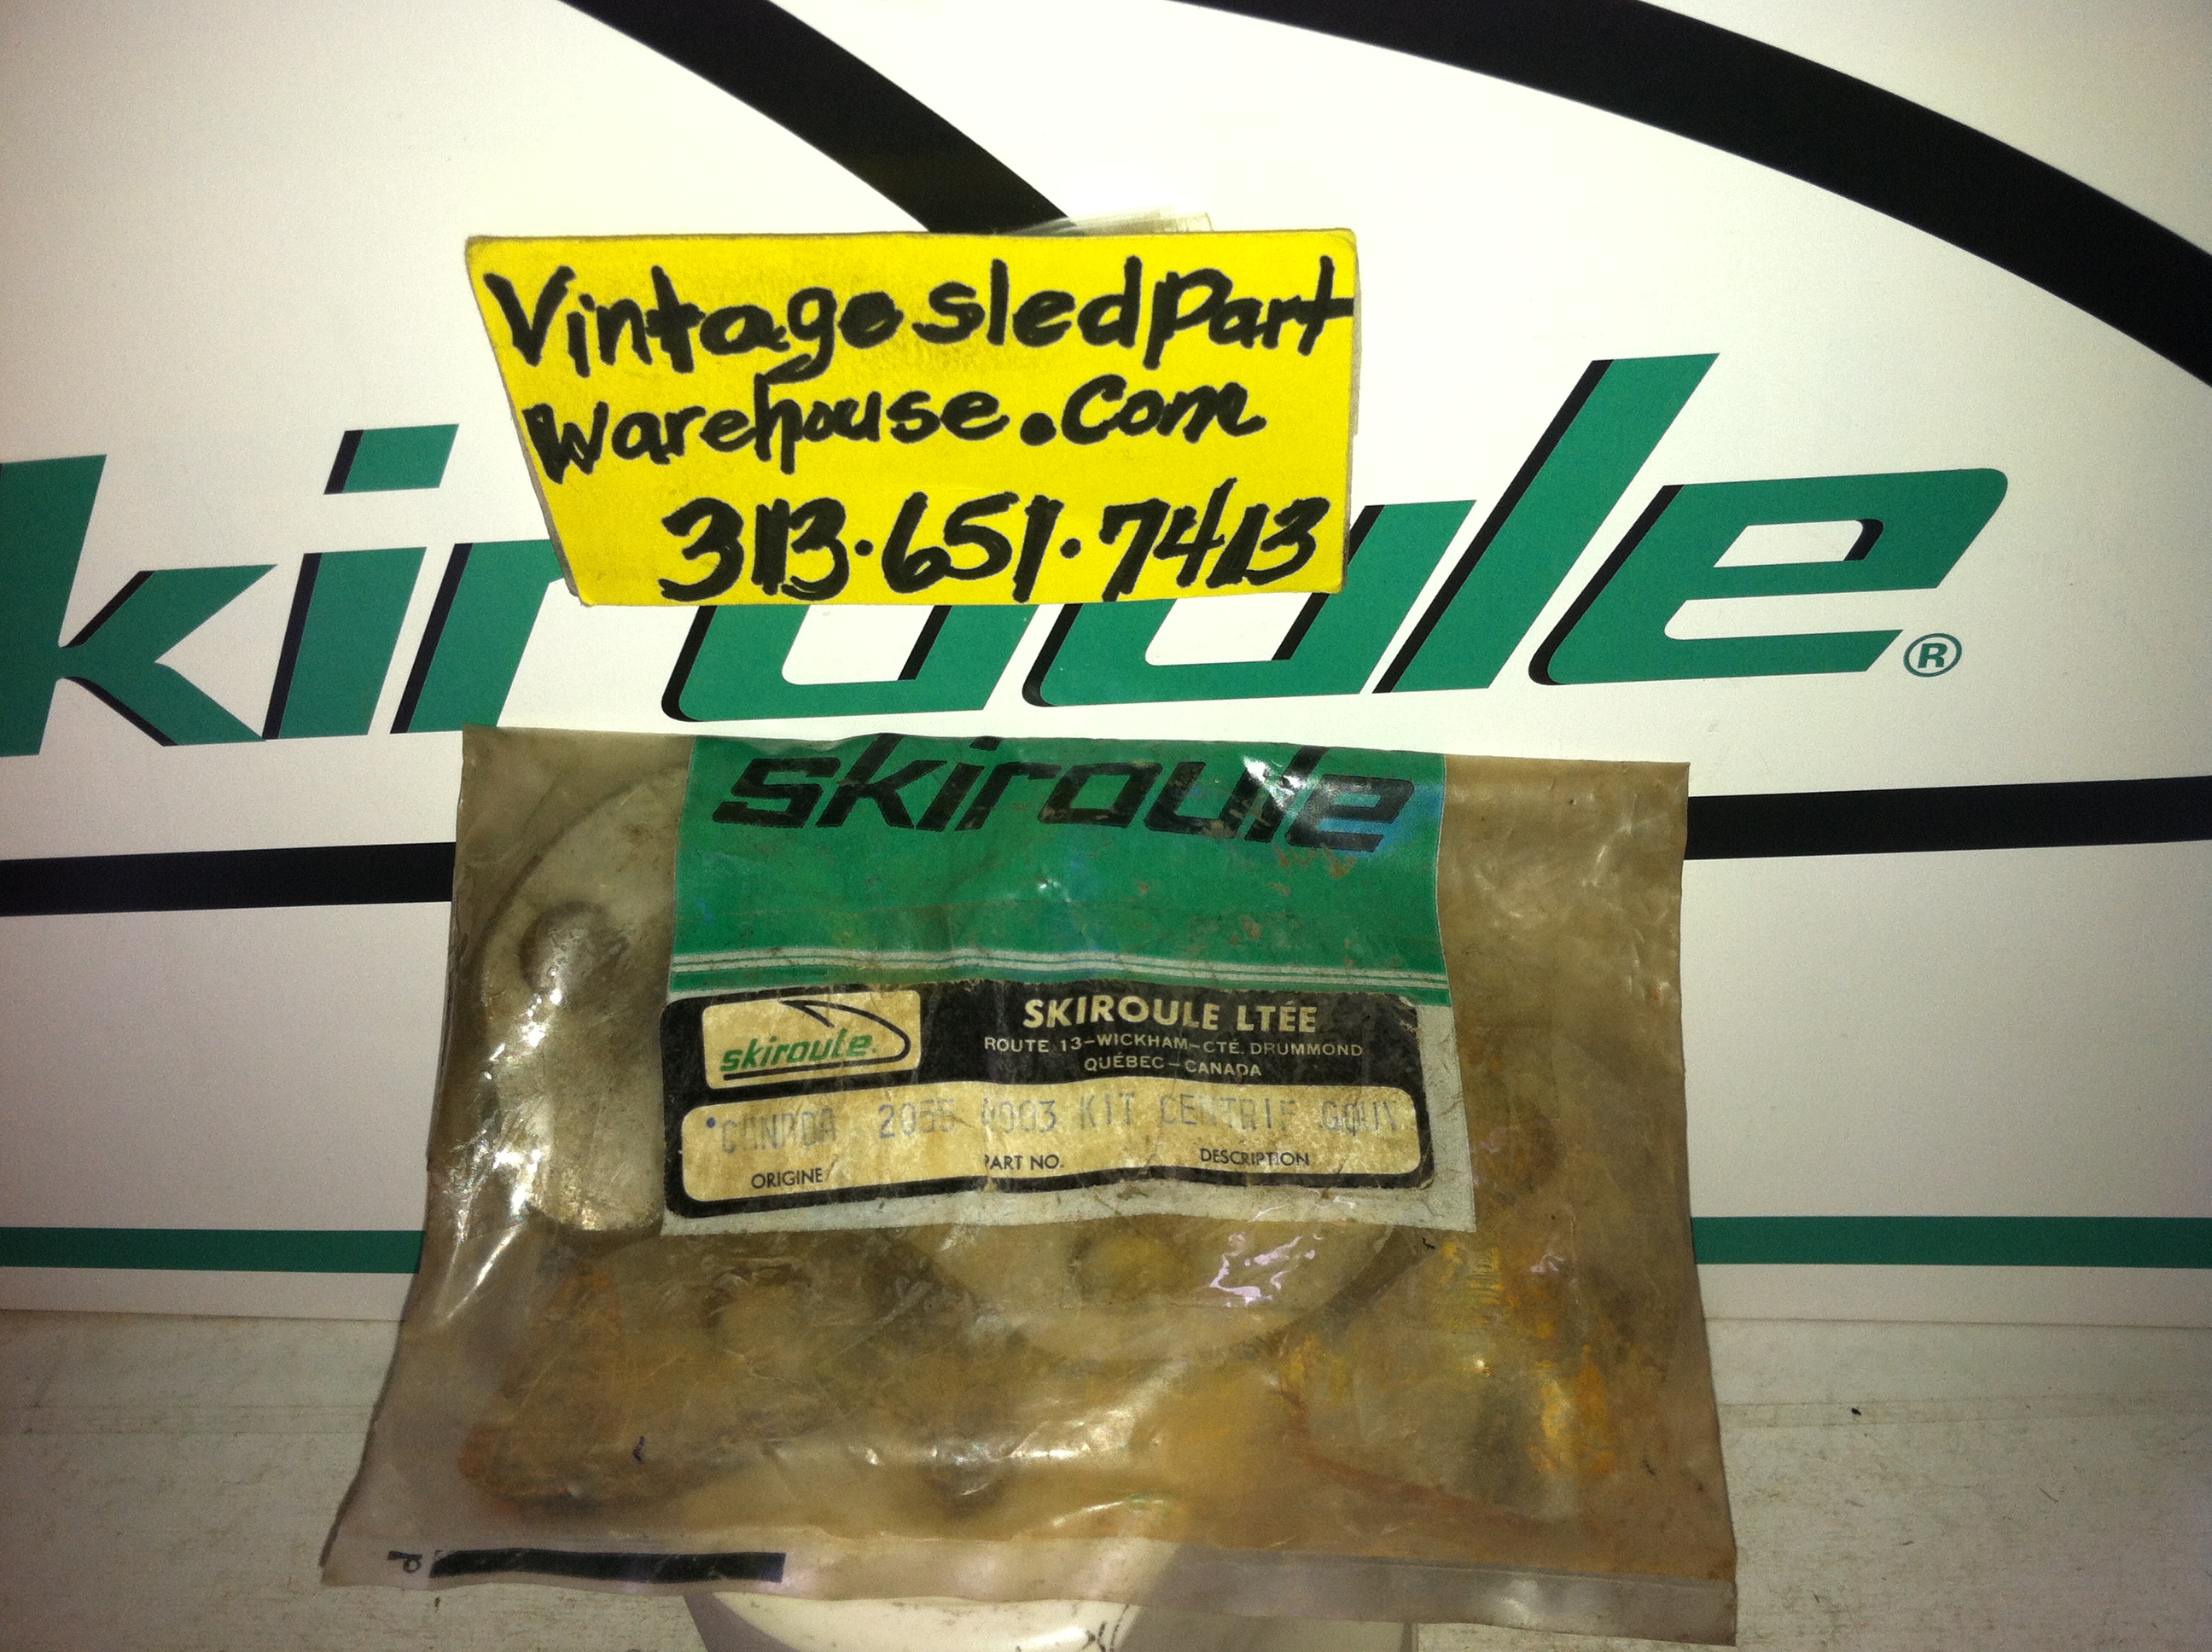 VintagesledPart
Warehouse.com
313.651.7413
skiroule®
skiroule
skiroule
SKIROULE LTÉE
ROUTE 13-WICKHAM-CTÉ. DRUMMOND
QUÉBEC-CANADA
CANADA 2055 4003 KIT CENTRIF
ORIGINE PART NO. DESCRIPTION